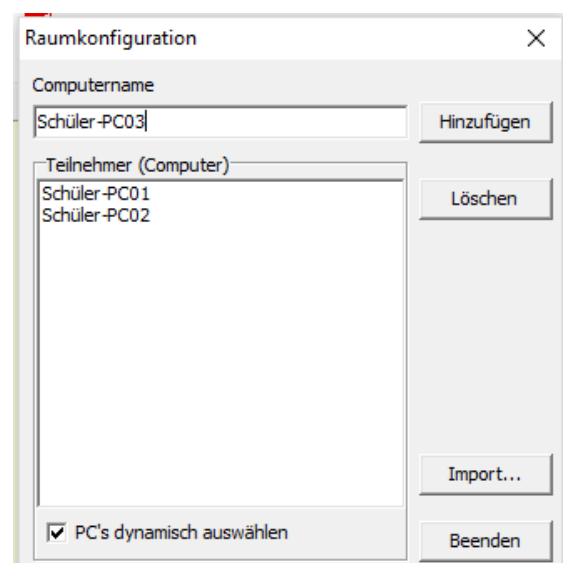 Raumkonfiguration
Computername
Schüler-PC03
Hinzufügen
Teilnehmer (Computer)
Schüler-PC01
Schüler-PC02
Löschen
Import...
PC's dynamisch auswählen
Beenden